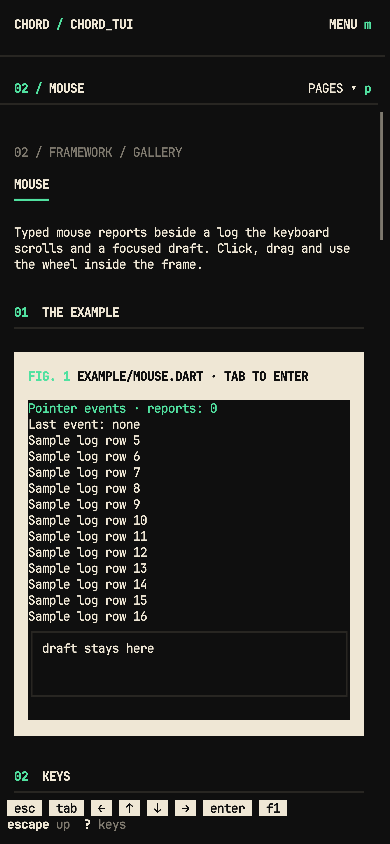 CHORD / CHORD_TUI MENU m
02 / MOUSE PAGES ▾ p
02 / FRAMEWORK / GALLERY
MOUSE
Typed mouse reports beside a log the keyboard
scrolls and a focused draft. Click, drag and use
the wheel inside the frame.
01 THE EXAMPLE
FIG. 1 EXAMPLE/MOUSE.DART · TAB TO ENTER
Pointer events · reports: 0
Last event: none
Sample log row 5
Sample log row 6
Sample log row 7
Sample log row 8
Sample log row 9
Sample log row 10
Sample log row 11
Sample log row 12
Sample log row 13
Sample log row 14
Sample log row 15
Sample log row 16
draft stays here
02 KEYS
esc tab ← ↑ ↓ → enter f1
escape up ? keys